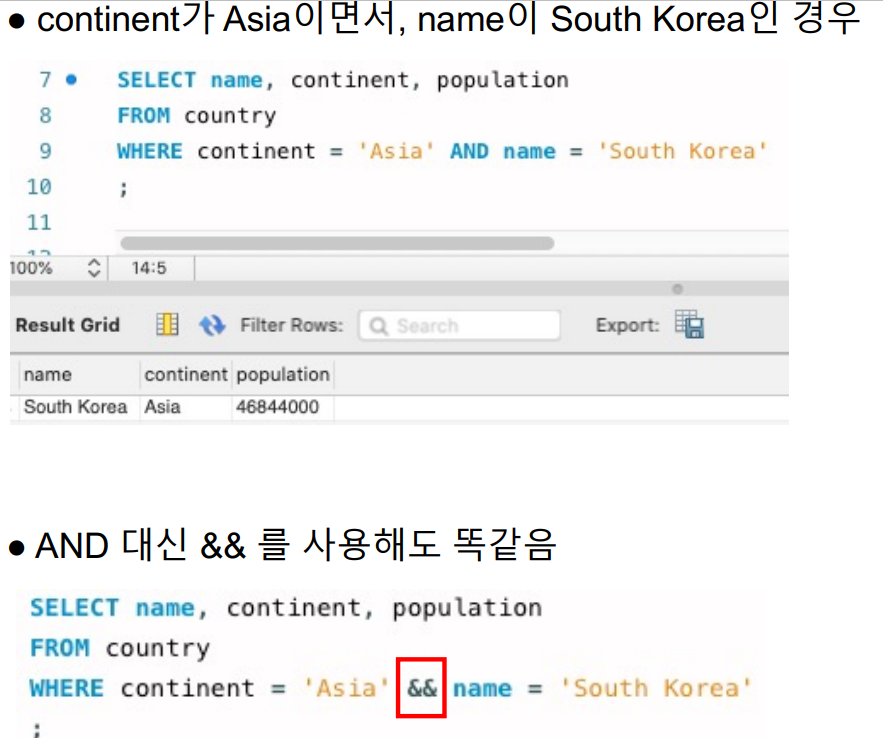 ● continent가 Asia이면서, name이 South Korea인 경우
7 ● SELECT name, continent, population
8 FROM country
9 WHERE continent = 'Asia' AND name = 'South Korea'
10 ;
11
100% 14:5
Result Grid Filter Rows: Search Export:
name continent population
South Korea Asia 46844000
● AND 대신 && 를 사용해도 똑같음
SELECT name, continent, population
FROM country
WHERE continent = 'Asia' && name = 'South Korea'
;